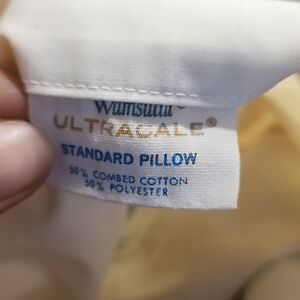 Wamsutta®
ULTRACALE®
STANDARD PILLOW
50% COMBED COTTON
50% POLYESTER